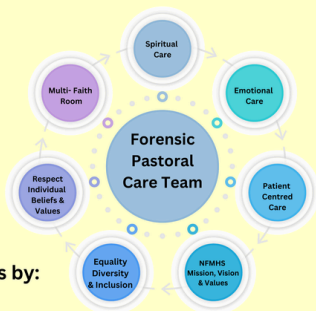 Spiritual
Care
Multi- Faith
Room
Emotional
Care
Forensic
Pastoral
Care Team
Respect
Individual
Beliefs &
Values
Patient
Centred
Care
Equality
Diversity
& Inclusion
NFMHS
Mission, Vision
& Values
s by: